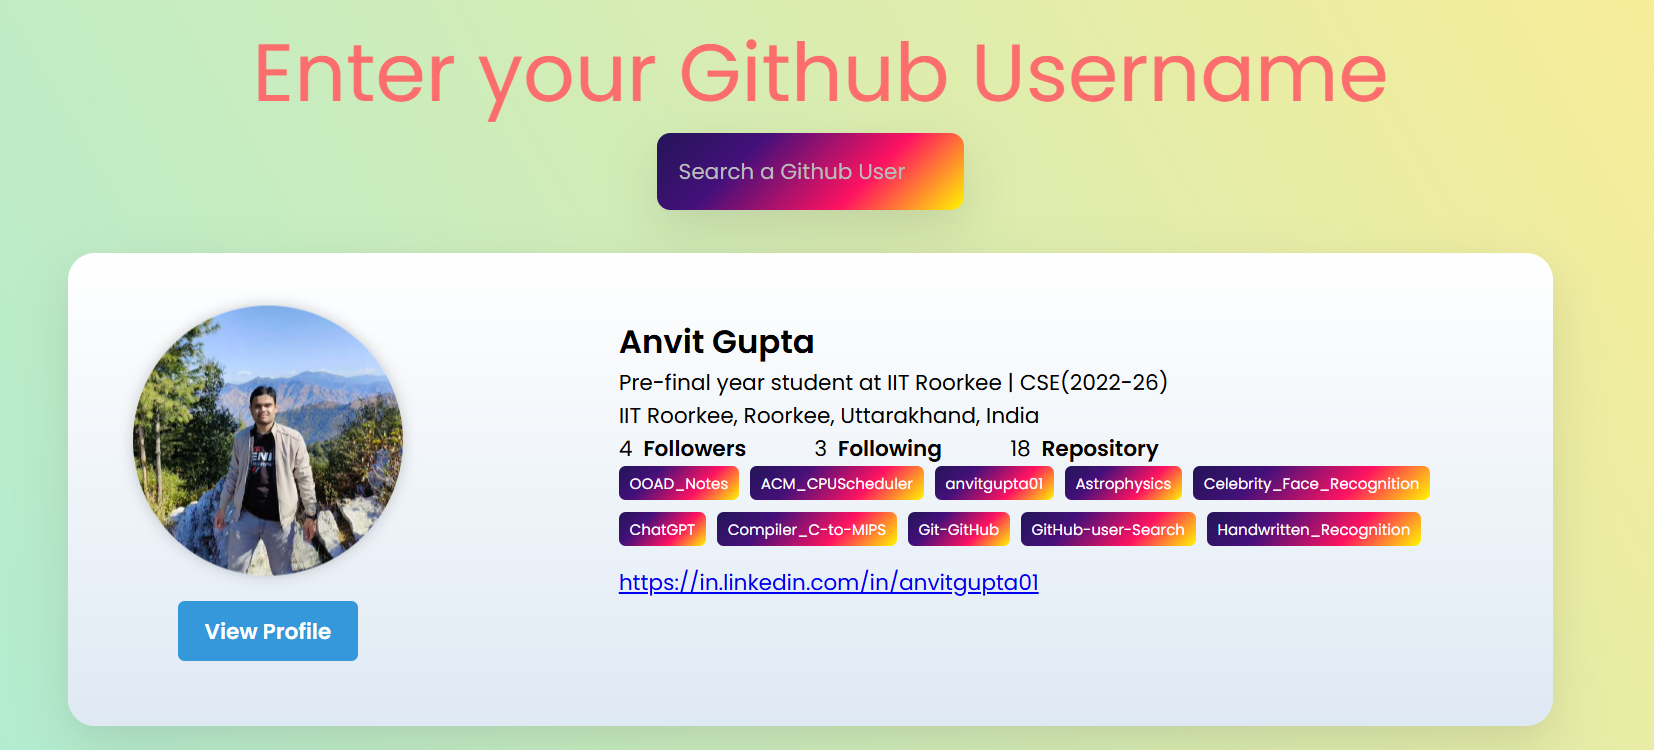 Enter your Github Username
Search a Github User
Anvit Gupta
Pre-final year student at IIT Roorkee | CSE(2022-26)
IIT Roorkee, Roorkee, Uttarakhand, India
4 Followers 3 Following 18 Repository
OOAD_Notes ACM_CPUScheduler anvitgupta01 Astrophysics Celebrity_Face_Recognition
ChatGPT Compiler_C-to-MIPS Git-GitHub GitHub-user-Search Handwritten_Recognition
https://in.linkedin.com/in/anvitgupta01
View Profile